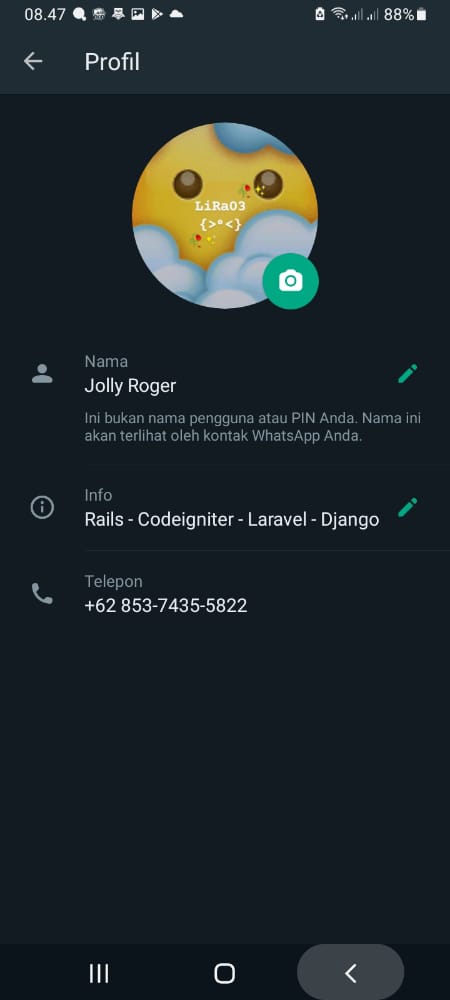 08.47
88%
Profil
LiRa03
{>°<}
Nama
Jolly Roger
Ini bukan nama pengguna atau PIN Anda. Nama ini
akan terlihat oleh kontak WhatsApp Anda.
Info
Rails - Codeigniter - Laravel - Django
Telepon
+62 853-7435-5822